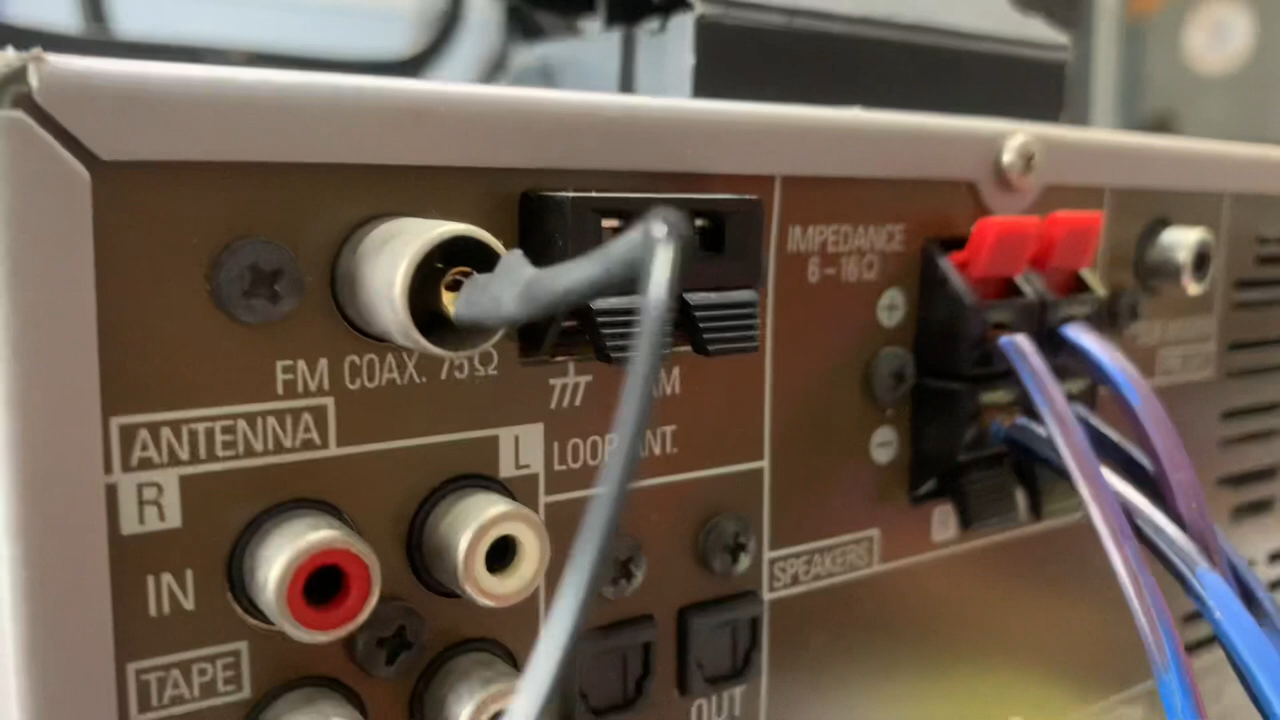 FM COAX. 75Ω
ANTENNA
AM
LOOP ANT.
R
L
IN
TAPE
OUT
IMPEDANCE
6-16Ω
+
−
SPEAKERS